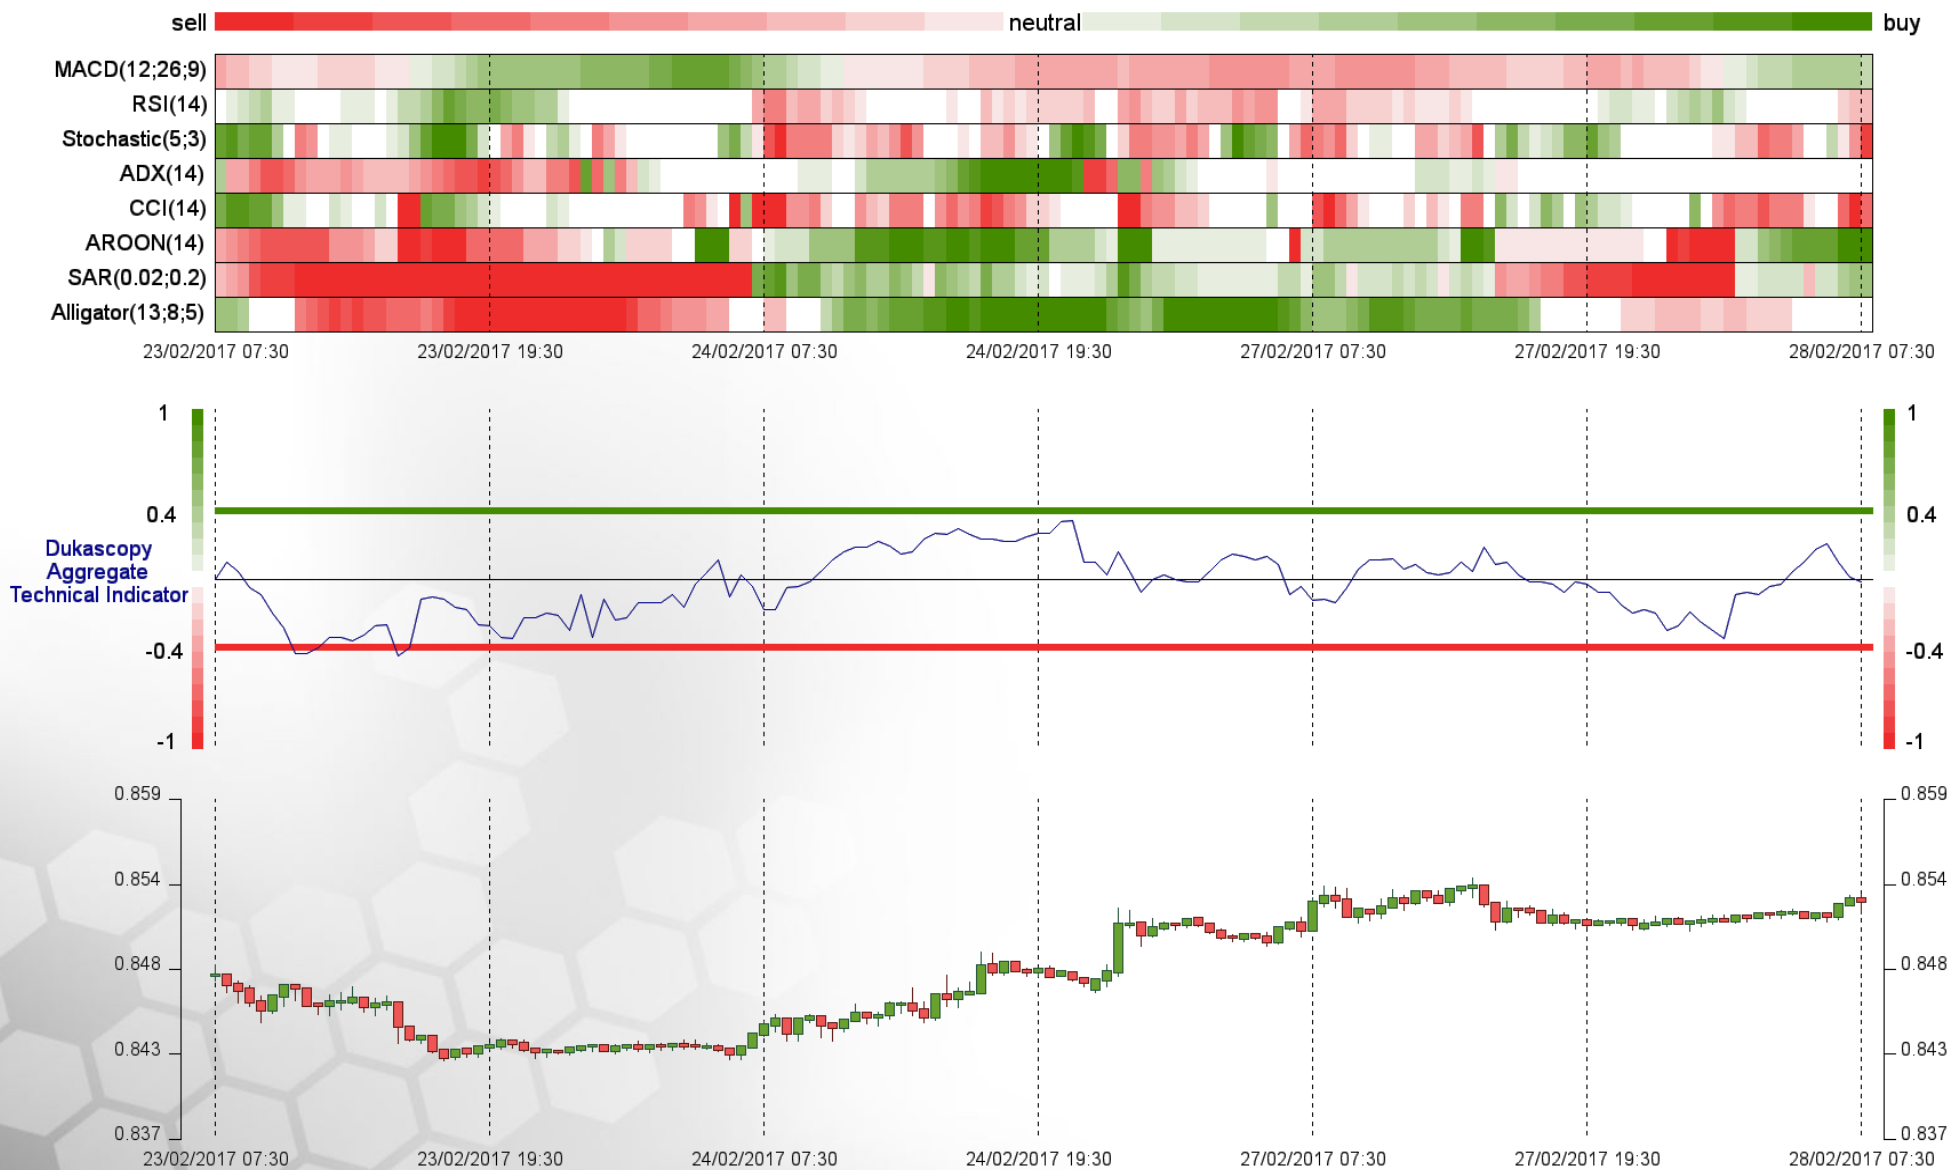 sell neutral buy
MACD(12;26;9)
RSI(14)
Stochastic(5;3)
ADX(14)
CCI(14)
AROON(14)
SAR(0.02;0.2)
Alligator(13;8;5)
23/02/2017 07:30 23/02/2017 19:30 24/02/2017 07:30 24/02/2017 19:30 27/02/2017 07:30 27/02/2017 19:30 28/02/2017 07:30
1 1
0.4 0.4
Dukascopy
Aggregate
Technical Indicator
-0.4 -0.4
-1 -1
0.859 0.859
0.854 0.854
0.848 0.848
0.843 0.843
0.837 0.837
23/02/2017 07:30 23/02/2017 19:30 24/02/2017 07:30 24/02/2017 19:30 27/02/2017 07:30 27/02/2017 19:30 28/02/2017 07:30